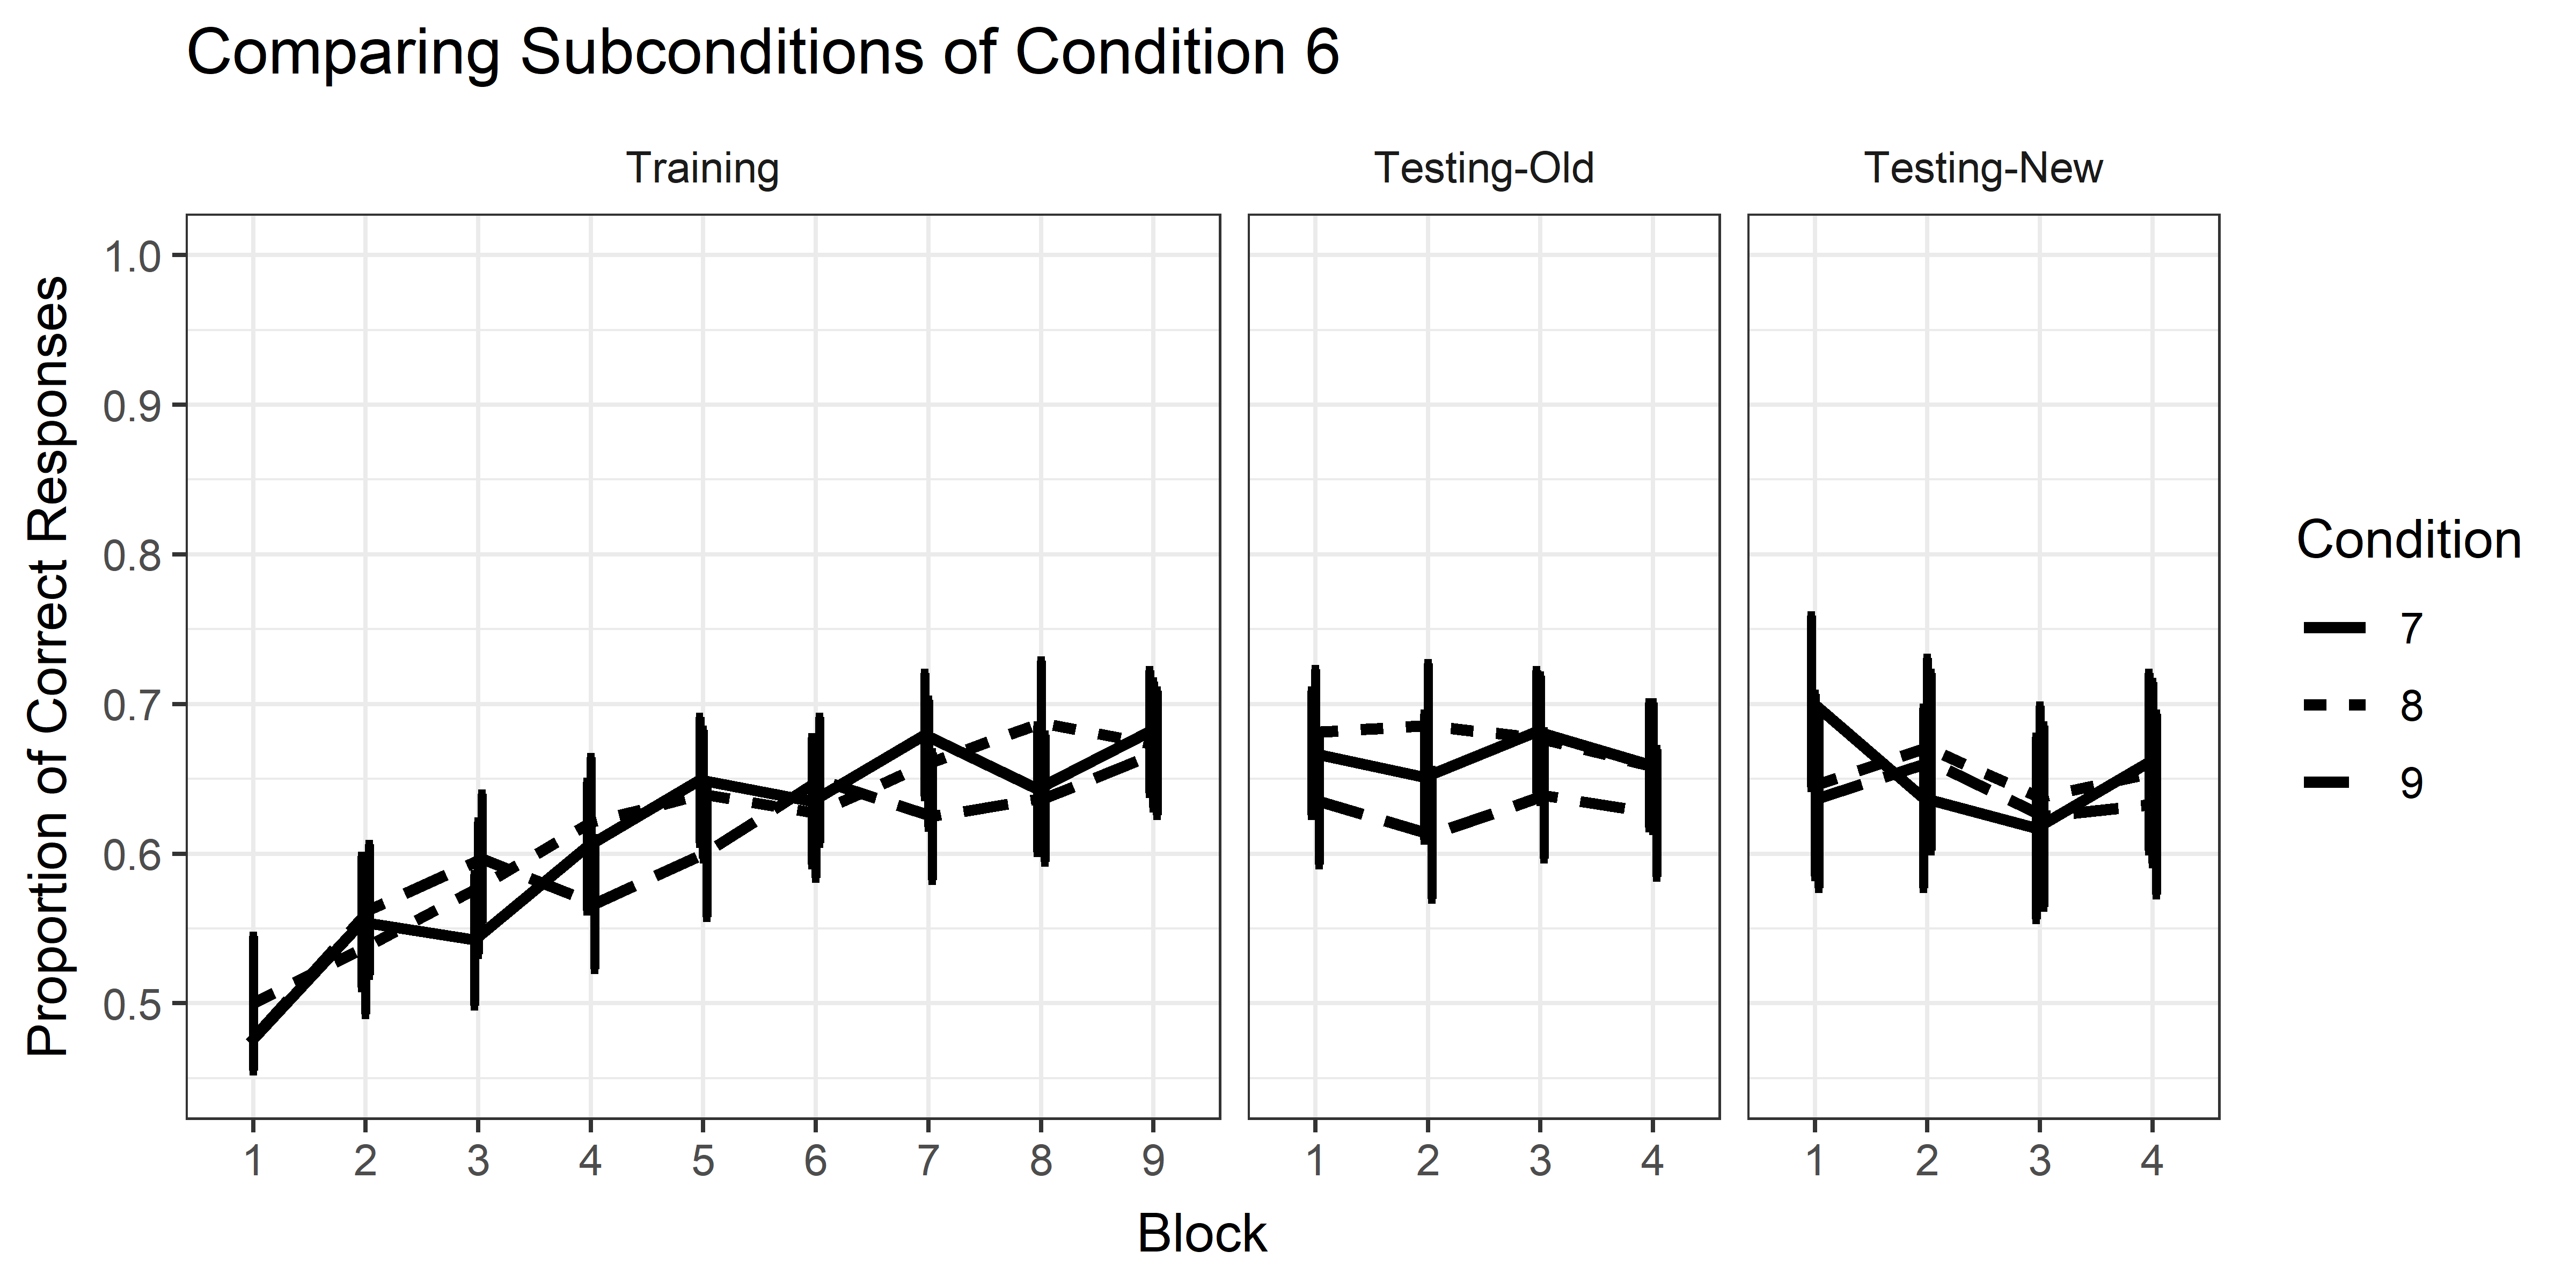 Comparing Subconditions of Condition 6
Training
Testing-Old
Testing-New
Proportion of Correct Responses
1.0
0.9
0.8
0.7
0.6
0.5
1 2 3 4 5 6 7 8 9
1 2 3 4
1 2 3 4
Block
Condition
7
8
9